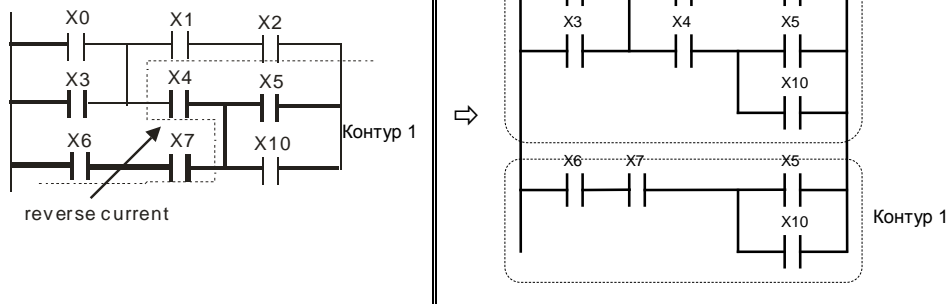 X0 X1 X2
X3 X4 X5
X6 X7 X10
Контур 1
reverse current
⇨
X3 X4 X5
X10
X6 X7 X5
X10
Контур 1